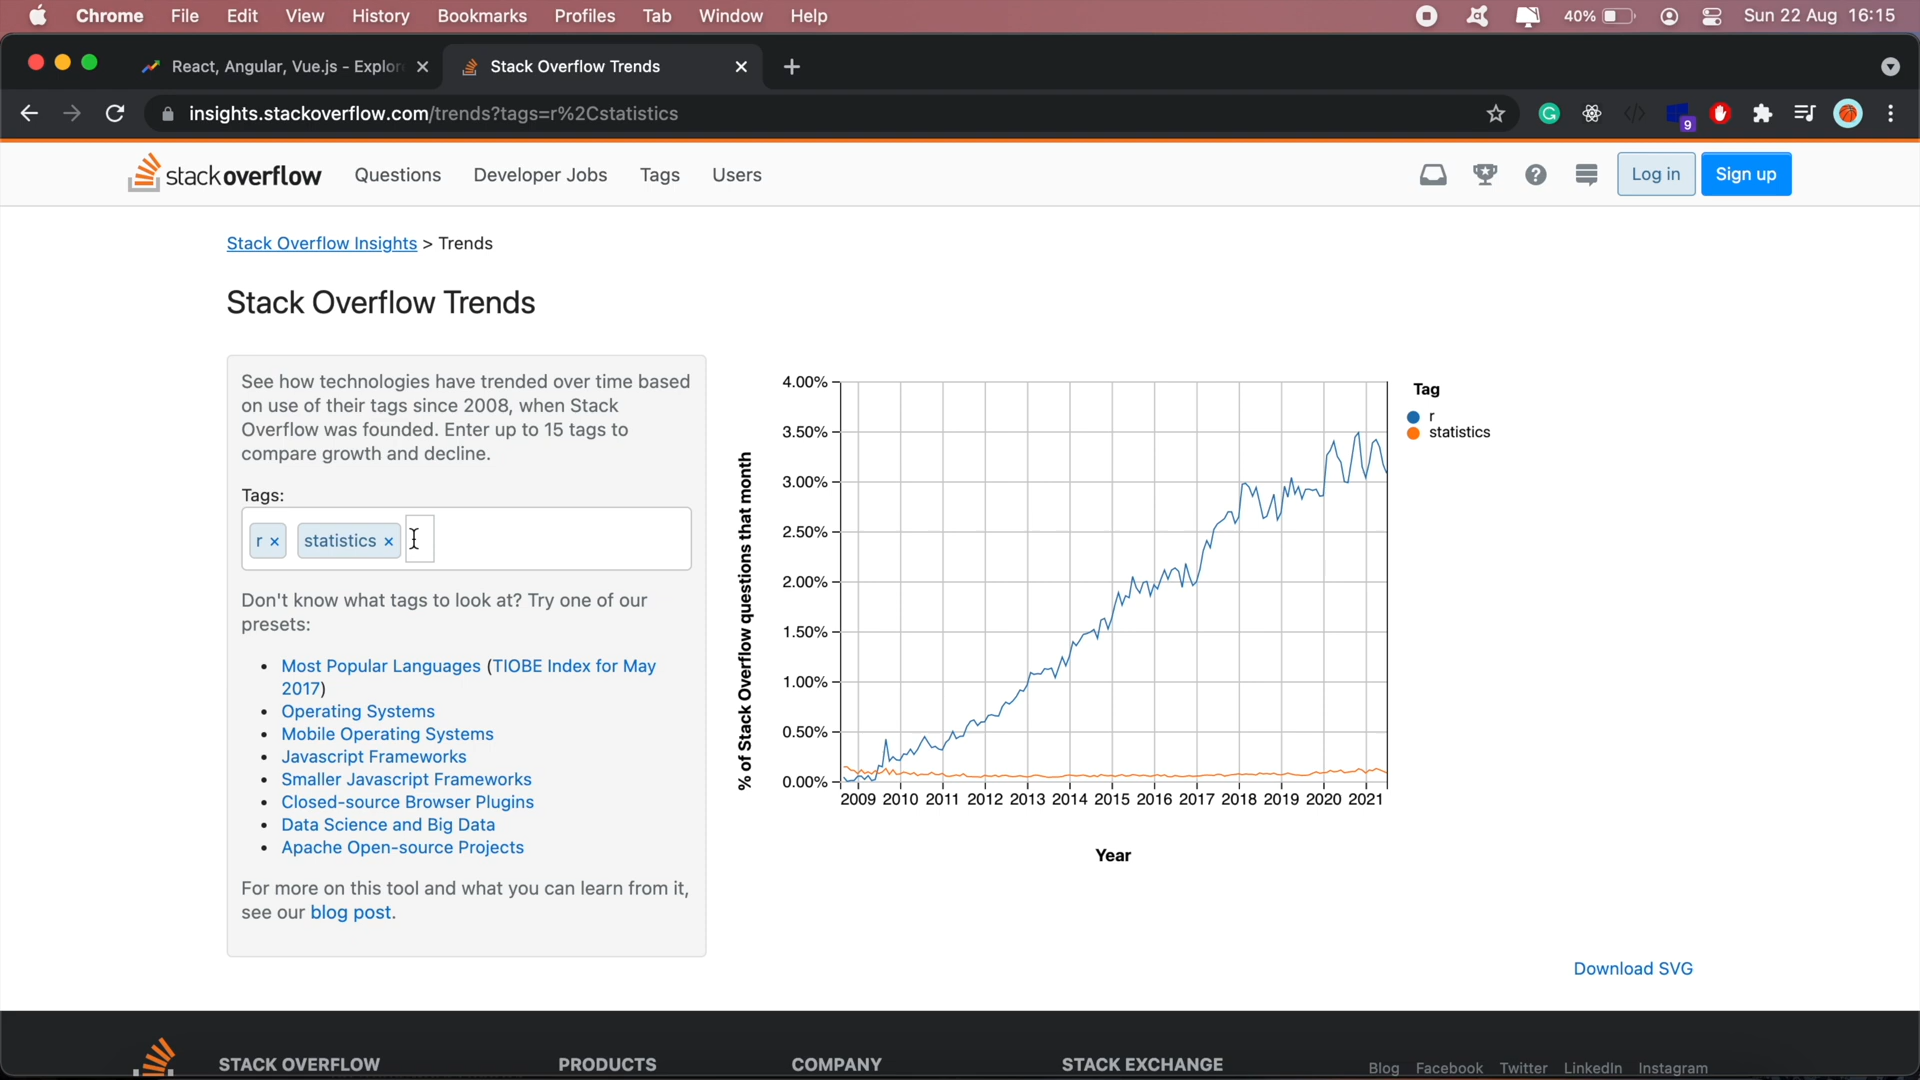 Chrome File Edit View History Bookmarks Profiles Tab Window Help 40% Sun 22 Aug 16:15
React, Angular, Vue.js - Explor Stack Overflow Trends
insights.stackoverflow.com/trends?tags=r%2Cstatistics 9
stackoverflow Questions Developer Jobs Tags Users Log in Sign up
Stack Overflow Insights > Trends
Stack Overflow Trends
See how technologies have trended over time based
on use of their tags since 2008, when Stack
Overflow was founded. Enter up to 15 tags to
compare growth and decline.
Tags:
r × statistics ×
Don't know what tags to look at? Try one of our
presets:
• Most Popular Languages (TIOBE Index for May
2017)
• Operating Systems
• Mobile Operating Systems
• Javascript Frameworks
• Smaller Javascript Frameworks
• Closed-source Browser Plugins
• Data Science and Big Data
• Apache Open-source Projects
For more on this tool and what you can learn from it,
see our blog post.
% of Stack Overflow questions that month
4.00%
3.50%
3.00%
2.50%
2.00%
1.50%
1.00%
0.50%
0.00%
2009 2010 2011 2012 2013 2014 2015 2016 2017 2018 2019 2020 2021
Year
Tag
r
statistics
Download SVG
STACK OVERFLOW PRODUCTS COMPANY STACK EXCHANGE Blog Facebook Twitter LinkedIn Instagram